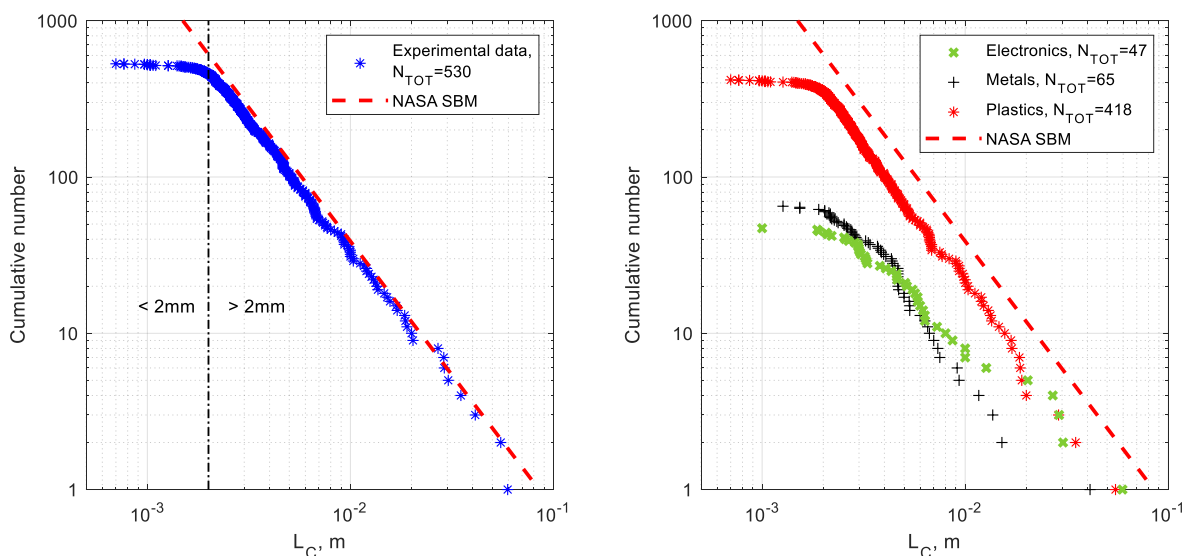 1000
100
10
1
Cumulative number
10⁻³
10⁻²
10⁻¹
L_C, m
Experimental data,
N_TOT=530
NASA SBM
< 2mm
> 2mm
1000
100
10
1
Cumulative number
10⁻³
10⁻²
10⁻¹
L_C, m
Electronics, N_TOT=47
Metals, N_TOT=65
Plastics, N_TOT=418
NASA SBM